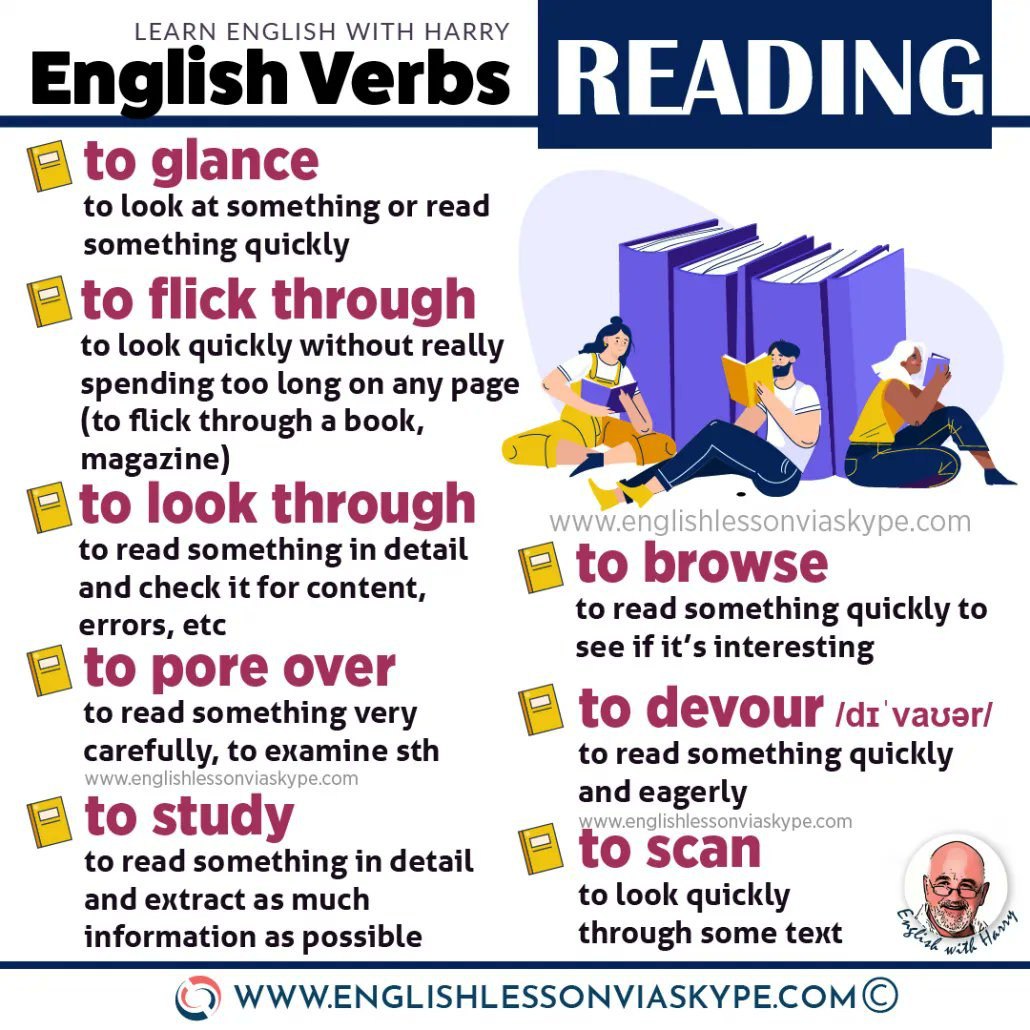 LEARN ENGLISH WITH HARRY
English Verbs
READING
to glance
to look at something or read
something quickly
to flick through
to look quickly without really
spending too long on any page
(to flick through a book,
magazine)
to look through
to read something in detail
and check it for content,
errors, etc
to pore over
to read something very
carefully, to examine sth
www.englishlessonviaskype.com
to study
to read something in detail
and extract as much
information as possible
www.englishlessonviaskype.com
to browse
to read something quickly to
see if it's interesting
to devour /dɪˈvaʊər/
to read something quickly
and eagerly
www.englishlessonviaskype.com
to scan
to look quickly
through some text
English with Harry
WWW.ENGLISHLESSONVIASKYPE.COM©